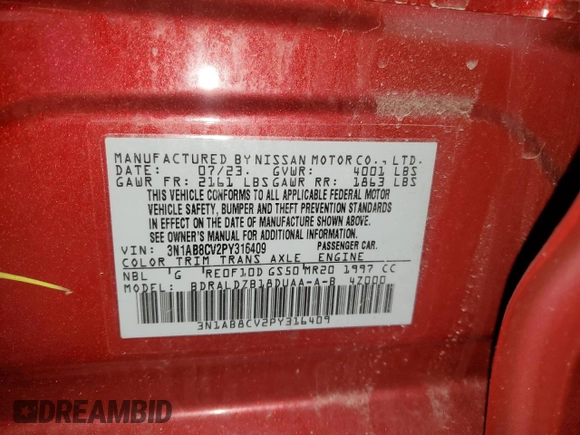 MANUFACTURED BY NISSAN MOTOR CO., LTD.
DATE: 07/23. GVWR: 4001 LBS
GAWR FR: 2161 LBS GAWR RR: 1863 LBS
THIS VEHICLE CONFORMS TO ALL APPLICABLE FEDERAL MOTOR
VEHICLE SAFETY, BUMPER AND THEFT PREVENTION STANDARDS
IN EFFECT ON THE DATE OF MANUFACTURE SHOWN ABOVE.
SEE OWNER'S MANUAL FOR ADDITIONAL INFORMATION.
VIN: 3N1AB8CV2PY316409 PASSENGER CAR.
COLOR TRIM TRANS AXLE ENGINE
NBL G RE0F10D GS50 MR20 1997 CC
MODEL: BDRALDZB18DUAA-A-B 4Z000
3N1AB8CV2PY316409
DREAMBID